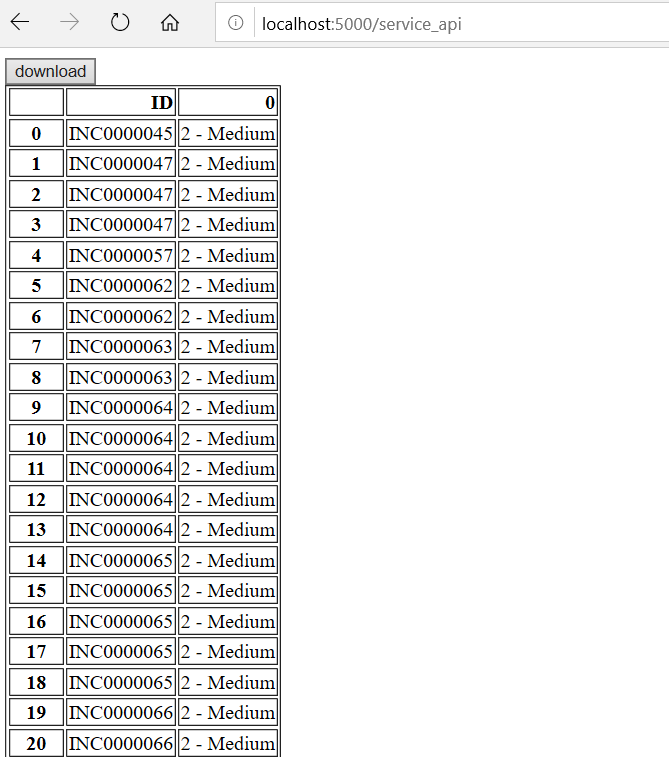 localhost:5000/service_api
download
ID 0
0 INC0000045 2 - Medium
1 INC0000047 2 - Medium
2 INC0000047 2 - Medium
3 INC0000047 2 - Medium
4 INC0000057 2 - Medium
5 INC0000062 2 - Medium
6 INC0000062 2 - Medium
7 INC0000063 2 - Medium
8 INC0000063 2 - Medium
9 INC0000064 2 - Medium
10 INC0000064 2 - Medium
11 INC0000064 2 - Medium
12 INC0000064 2 - Medium
13 INC0000064 2 - Medium
14 INC0000065 2 - Medium
15 INC0000065 2 - Medium
16 INC0000065 2 - Medium
17 INC0000065 2 - Medium
18 INC0000065 2 - Medium
19 INC0000066 2 - Medium
20 INC0000066 2 - Medium